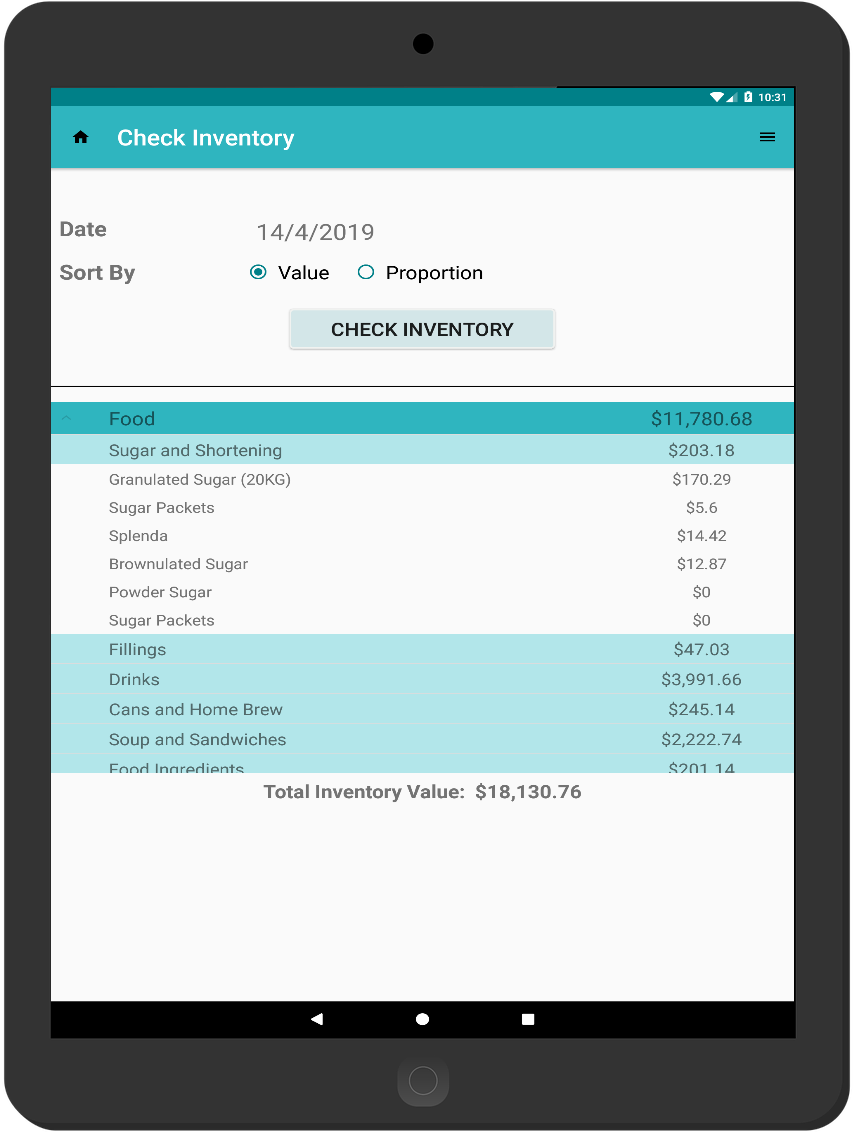 10:31
Check Inventory
Date 14/4/2019
Sort By Value Proportion
CHECK INVENTORY
Food $11,780.68
Sugar and Shortening $203.18
Granulated Sugar (20KG) $170.29
Sugar Packets $5.6
Splenda $14.42
Brownulated Sugar $12.87
Powder Sugar $0
Sugar Packets $0
Fillings $47.03
Drinks $3,991.66
Cans and Home Brew $245.14
Soup and Sandwiches $2,222.74
Food Ingredients $201.14
Total Inventory Value: $18,130.76